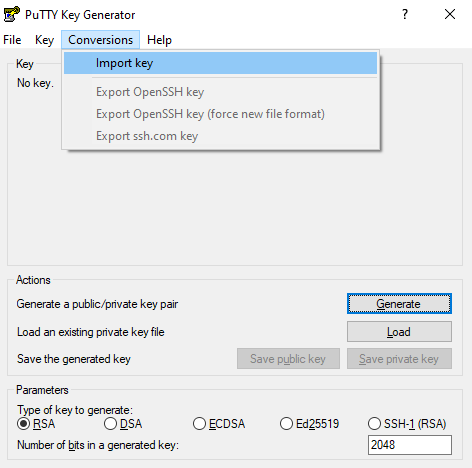 PuTTY Key Generator
File Key Conversions Help
Import key
Export OpenSSH key
Export OpenSSH key (force new file format)
Export ssh.com key
Key
No key.
Actions
Generate a public/private key pair
Generate
Load an existing private key file
Load
Save the generated key
Save public key
Save private key
Parameters
Type of key to generate:
RSA DSA ECDSA Ed25519 SSH-1 (RSA)
Number of bits in a generated key:
2048